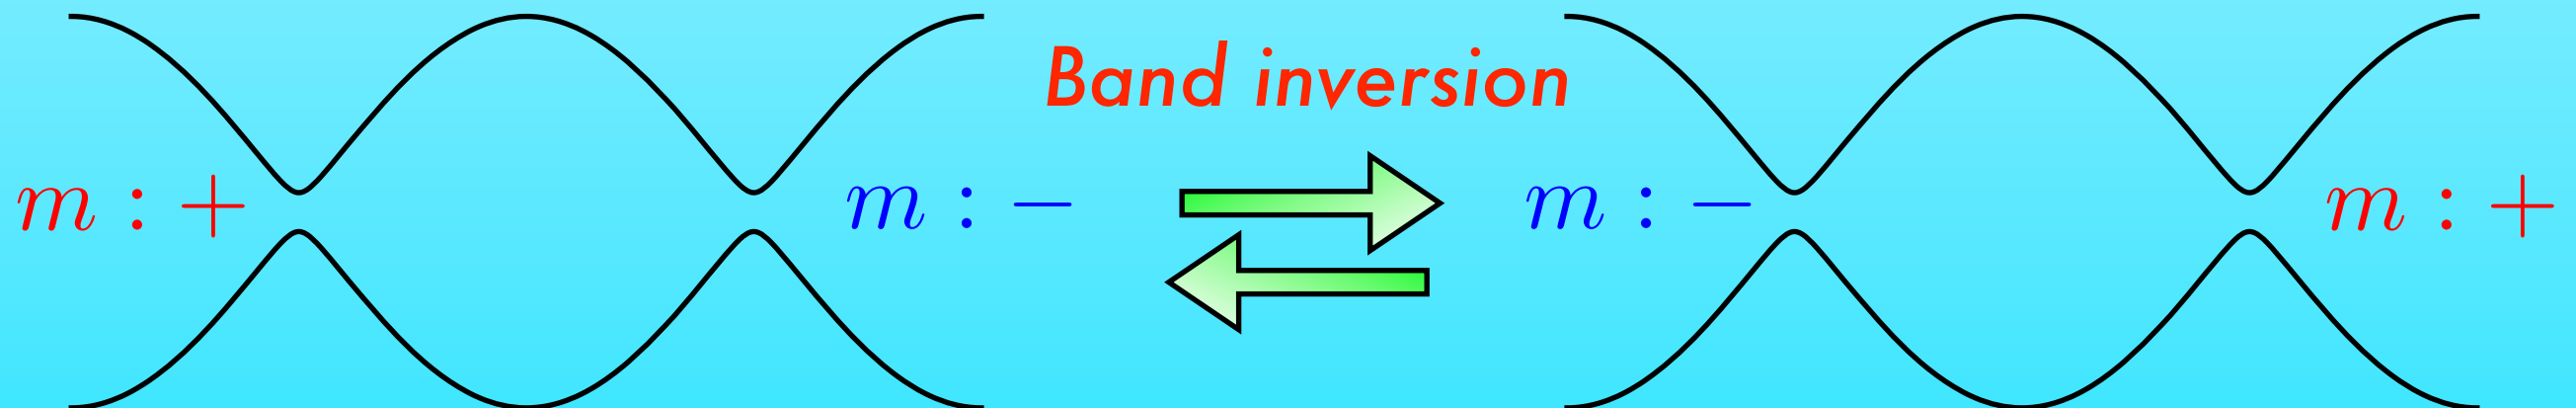 Band inversion
m : +
m : −
m : −
m : +